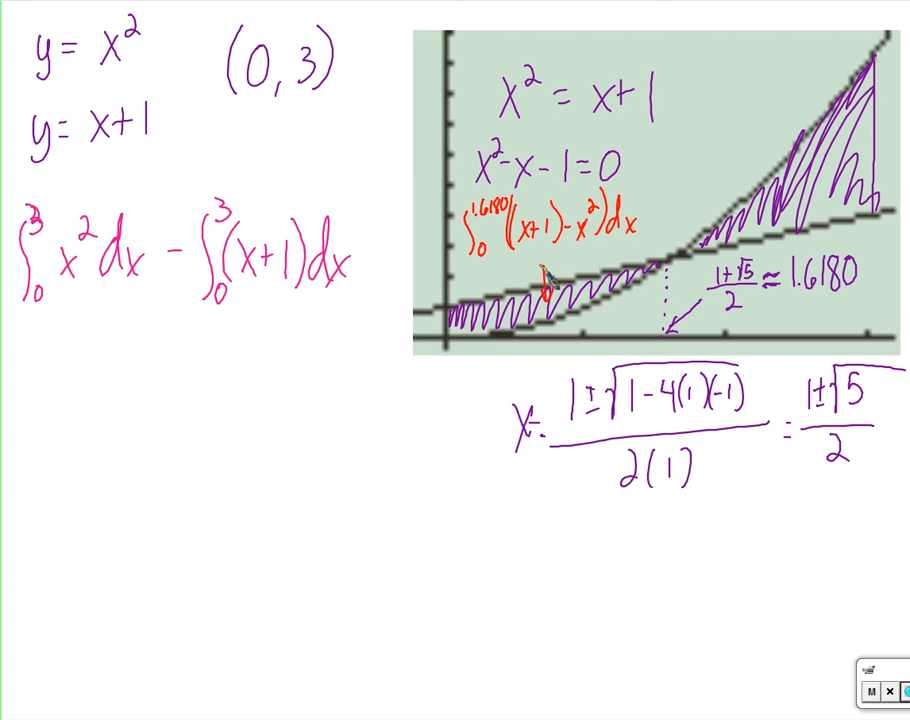 y = x²
(0, 3)
y = x+1
∫₀³ x² dx − ∫₀³ (x+1) dx
x² = x+1
x² - x - 1 = 0
∫₀^1.6180 ((x+1) - x²) dx
(1+√5)/2 ≈ 1.6180
x = (1 ± √(1 - 4(1)(-1)))/(2(1)) = (1 ± √5)/2
M ×